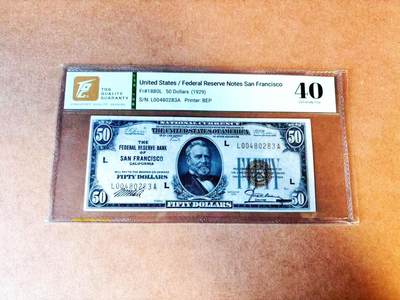 THE
QUALITY
GUARANTY
United States / Federal Reserve Notes San Francisco
Fr#1880L 50 Dollars (1929)
S/N L00480283A Printer BEP
40
NATIONAL CURRENCY
50
50
THE UNITED STATES OF AMERICA
L
L00480283A
THE
FEDERAL RESERVE BANK
OF
SAN FRANCISCO
CALIFORNIA
L
L
FIFTY DOLLARS
L00480283A
L
50
50
FIFTY DOLLARS